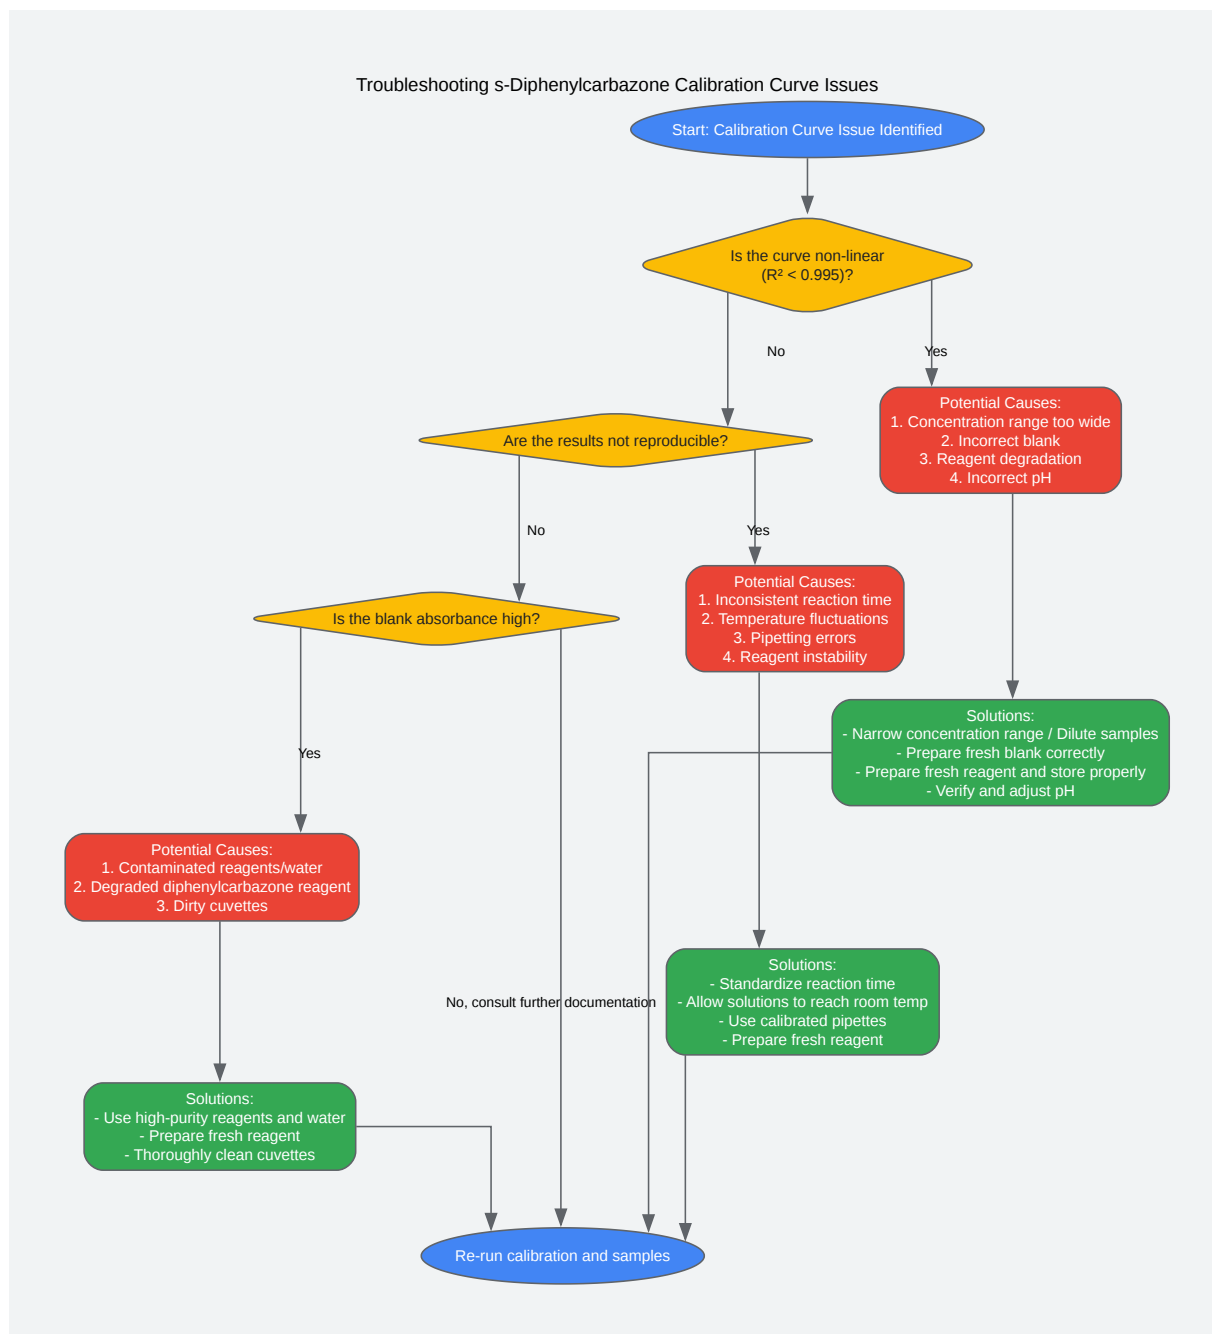 Troubleshooting s-Diphenylcarbazone Calibration Curve Issues
Start: Calibration Curve Issue Identified
Is the curve non-linear
(R² < 0.995)?
No
Yes
Potential Causes:
1. Concentration range too wide
2. Incorrect blank
3. Reagent degradation
4. Incorrect pH
Are the results not reproducible?
No
Yes
Potential Causes:
1. Inconsistent reaction time
2. Temperature fluctuations
3. Pipetting errors
4. Reagent instability
Is the blank absorbance high?
Solutions:
- Narrow concentration range / Dilute samples
- Prepare fresh blank correctly
- Prepare fresh reagent and store properly
- Verify and adjust pH
Yes
Potential Causes:
1. Contaminated reagents/water
2. Degraded diphenylcarbazone reagent
3. Dirty cuvettes
No, consult further documentation
Solutions:
- Standardize reaction time
- Allow solutions to reach room temp
- Use calibrated pipettes
- Prepare fresh reagent
Solutions:
- Use high-purity reagents and water
- Prepare fresh reagent
- Thoroughly clean cuvettes
Re-run calibration and samples